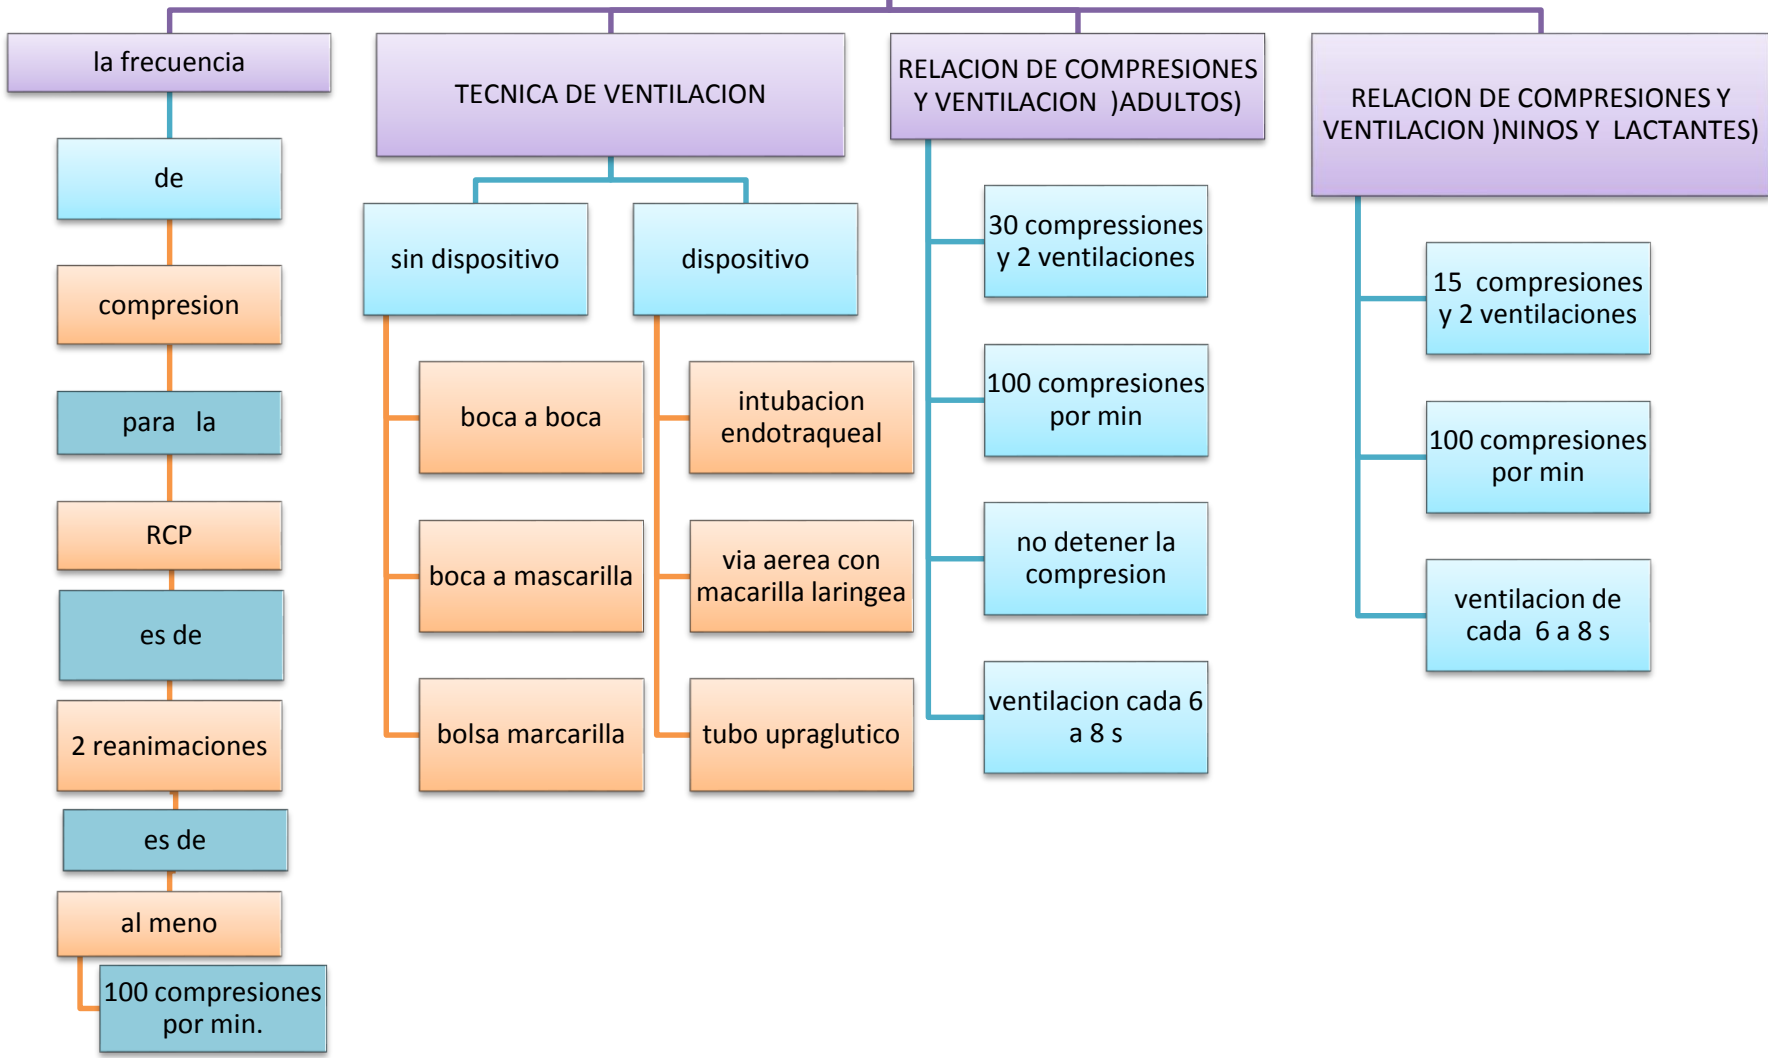 la frecuencia
de
compresion
para la
RCP
es de
2 reanimaciones
es de
al meno
100 compresiones
por min.
TECNICA DE VENTILACION
sin dispositivo
boca a boca
boca a mascarilla
bolsa marcarilla
dispositivo
intubacion
endotraqueal
via aerea con
macarilla laringea
tubo upraglutico
RELACION DE COMPRESIONES
Y VENTILACION )ADULTOS)
30 compressiones
y 2 ventilaciones
100 compresiones
por min
no detener la
compresion
ventilacion cada 6
a 8 s
RELACION DE COMPRESIONES Y
VENTILACION )NINOS Y LACTANTES)
15 compresiones
y 2 ventilaciones
100 compresiones
por min
ventilacion de
cada 6 a 8 s